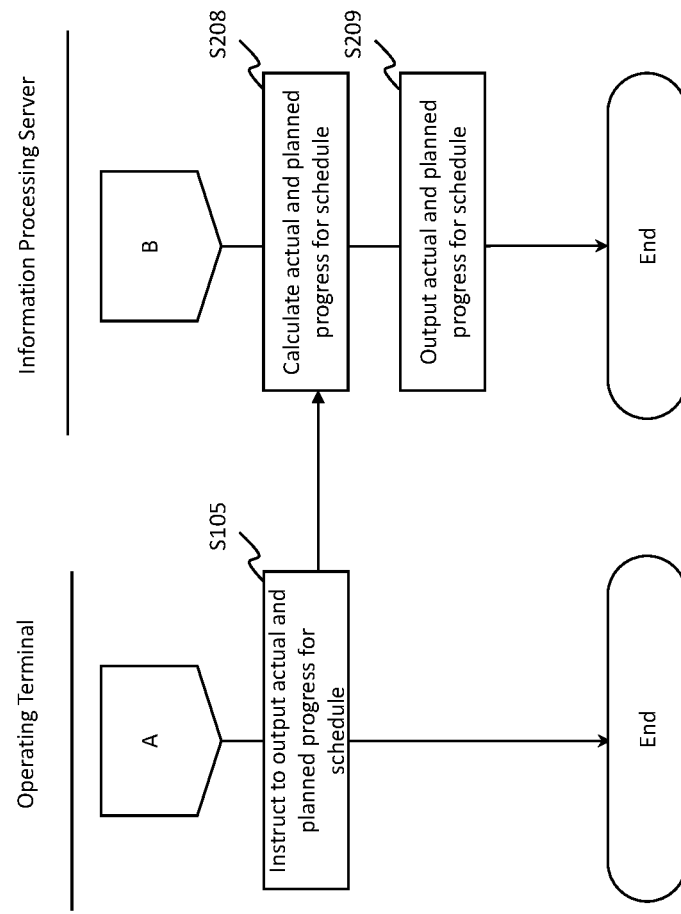 Operating Terminal
A
S105
Instruct to output actual and
planned progress for
schedule
End
Information Processing Server
B
S208
Calculate actual and planned
progress for schedule
S209
Output actual and planned
progress for schedule
End